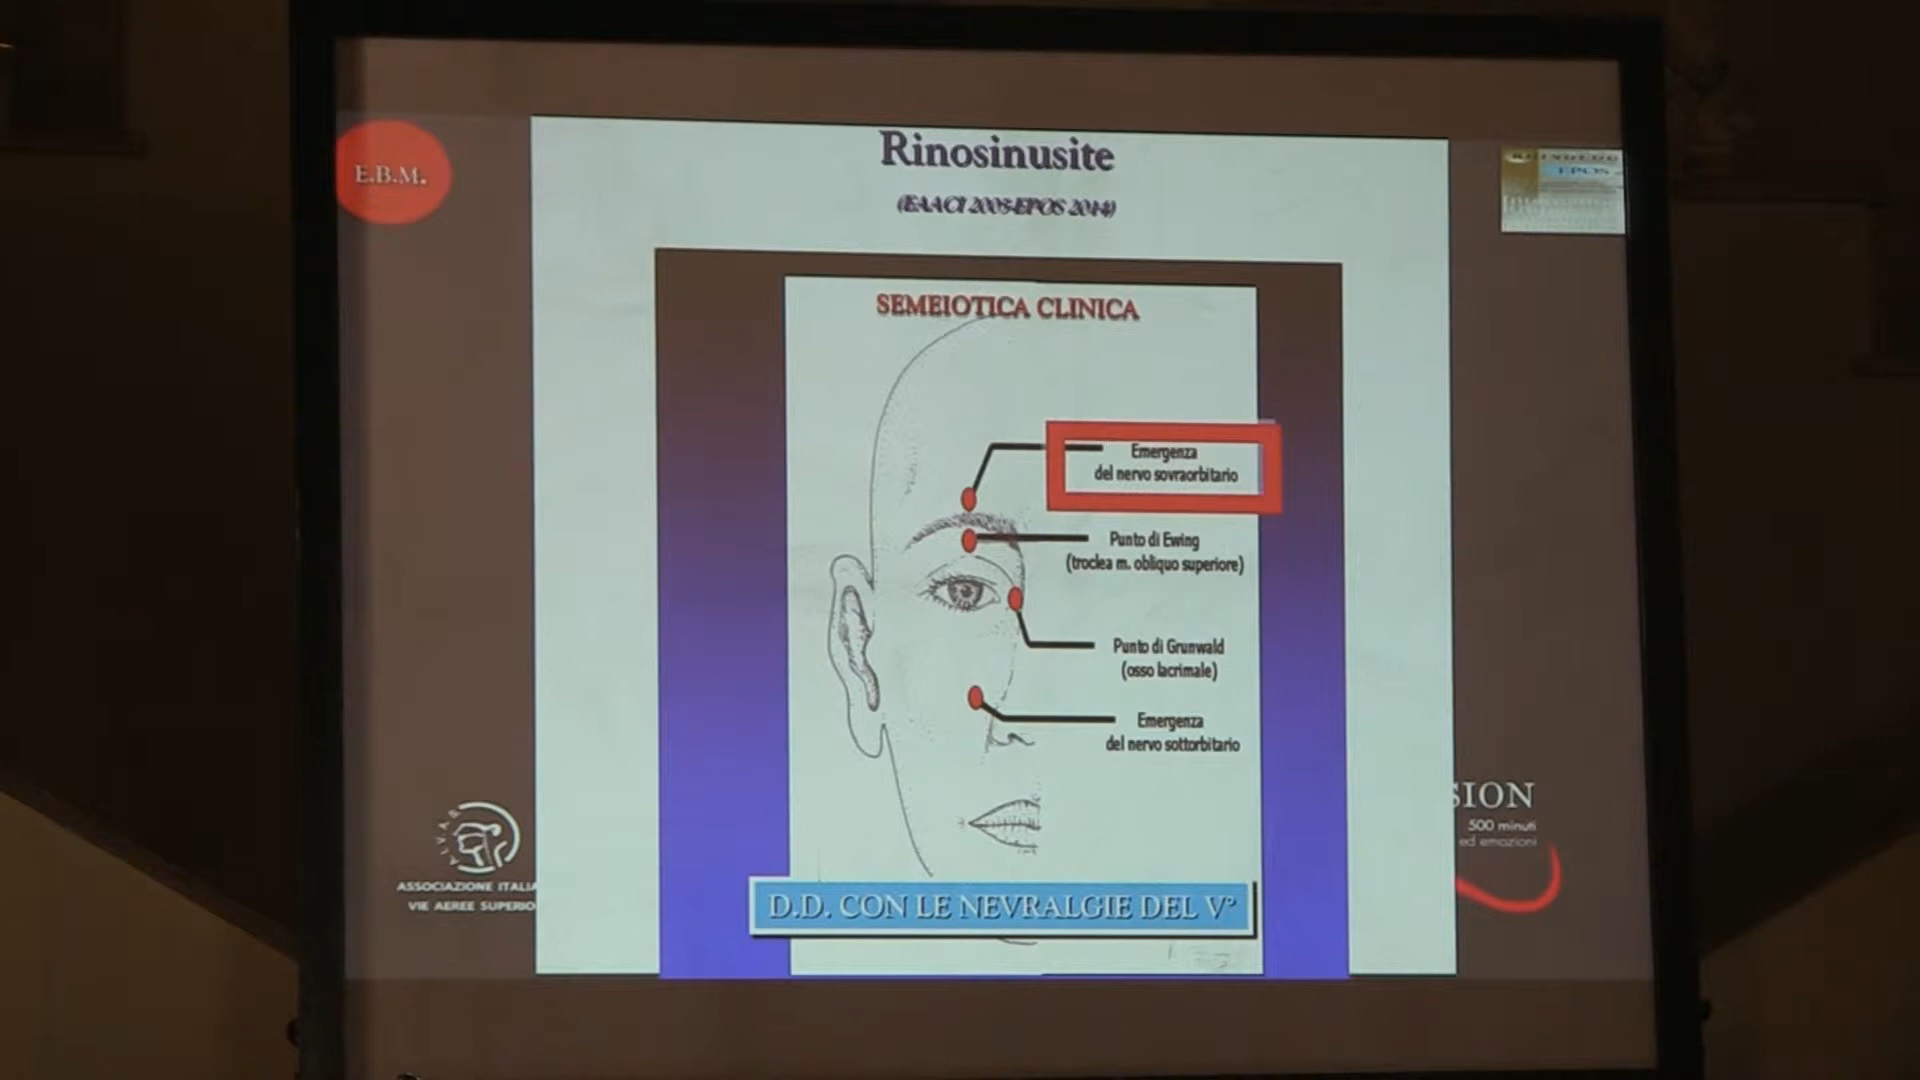 Rinosinusite
E.B.M.
EPOS
(EAACI 2005-EPOS 2014)
SEMEIOTICA CLINICA
Emergenza
del nervo sovraorbitario
Punto di Ewing
(troclea m. obliquo superiore)
Punto di Grunwald
(osso lacrimale)
Emergenza
del nervo sottorbitario
SION
500 minuti
ed emozioni
A.I.V.A.S.
ASSOCIAZIONE ITALIA
VIE AEREE SUPERIO
D.D. CON LE NEVRALGIE DEL V°